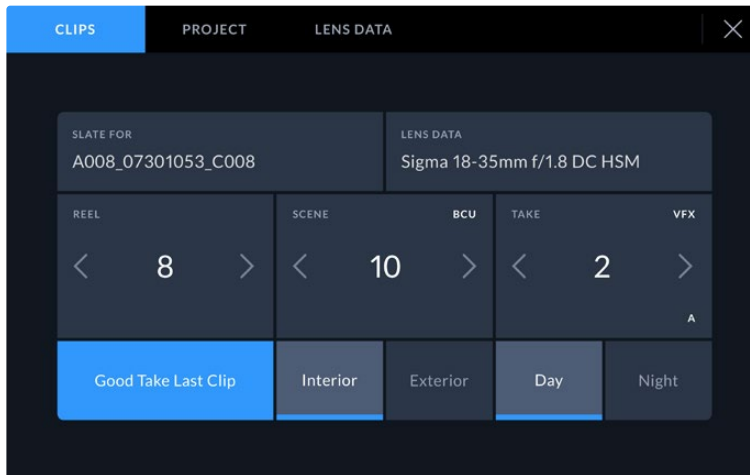 CLIPS PROJECT LENS DATA
SLATE FOR
A008_07301053_C008
LENS DATA
Sigma 18-35mm f/1.8 DC HSM
REEL
8
SCENE BCU
10
TAKE VFX
2
A
Good Take Last Clip
Interior
Exterior
Day
Night